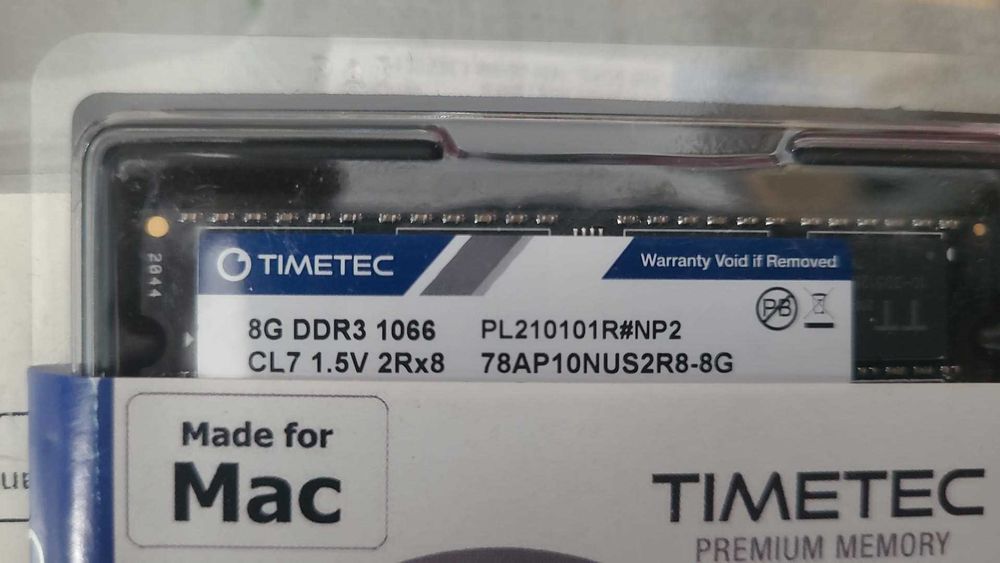 TIMETEC
Warranty Void if Removed
2044
PB
8G DDR3 1066 PL210101R#NP2
CL7 1.5V 2Rx8 78AP10NUS2R8-8G
Made for
Mac
TIMETEC
PREMIUM MEMORY